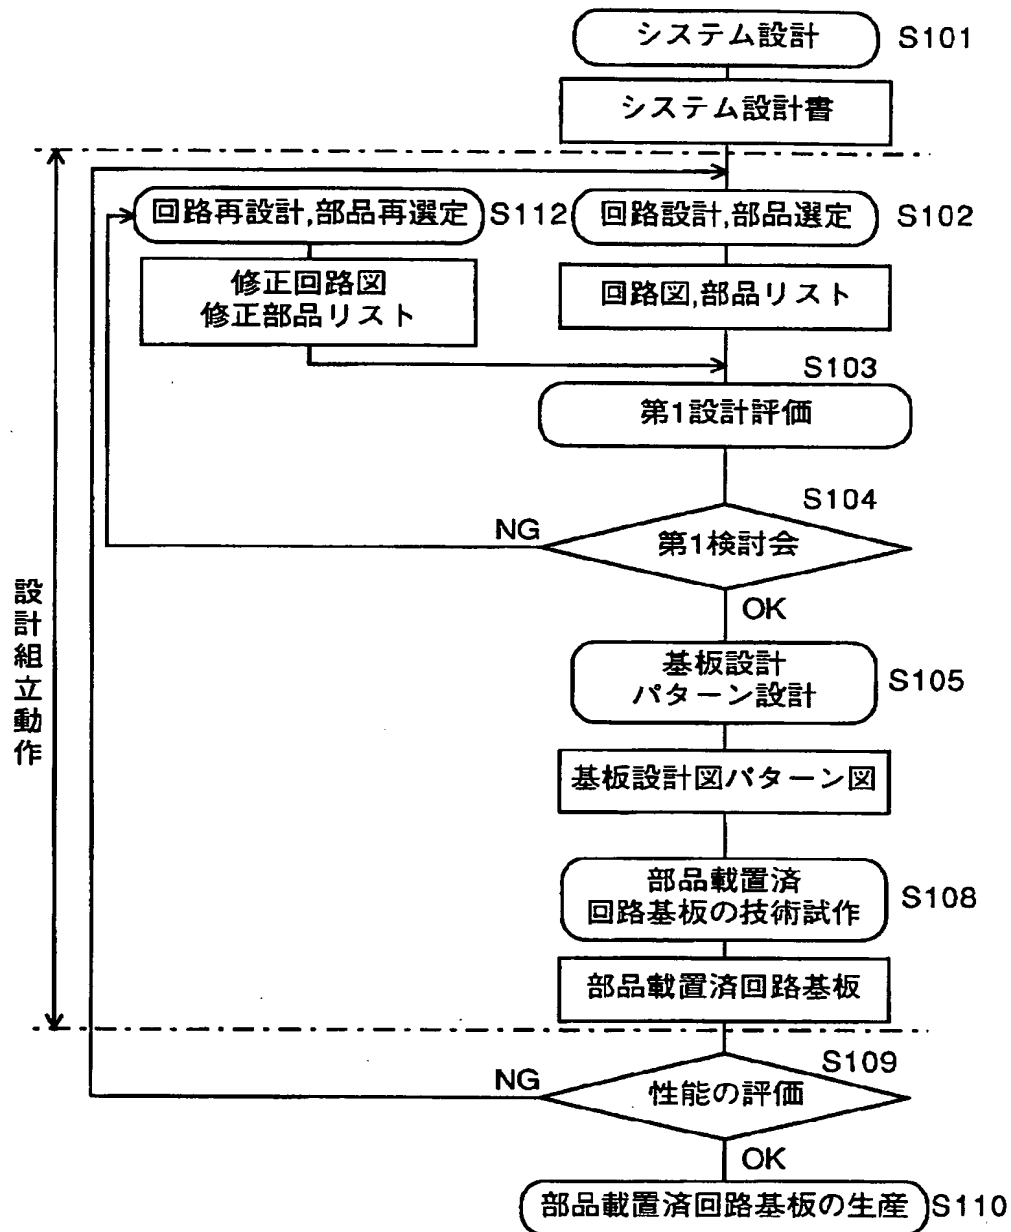 システム設計 S101
システム設計書
回路再設計,部品再選定 S112
回路設計,部品選定 S102
修正回路図
修正部品リスト
回路図,部品リスト
S103
第1設計評価
S104
第1検討会
NG
OK
設計組立動作
基板設計
パターン設計
S105
基板設計図パターン図
部品載置済
回路基板の技術試作
S108
部品載置済回路基板
S109
性能の評価
NG
OK
部品載置済回路基板の生産 S110